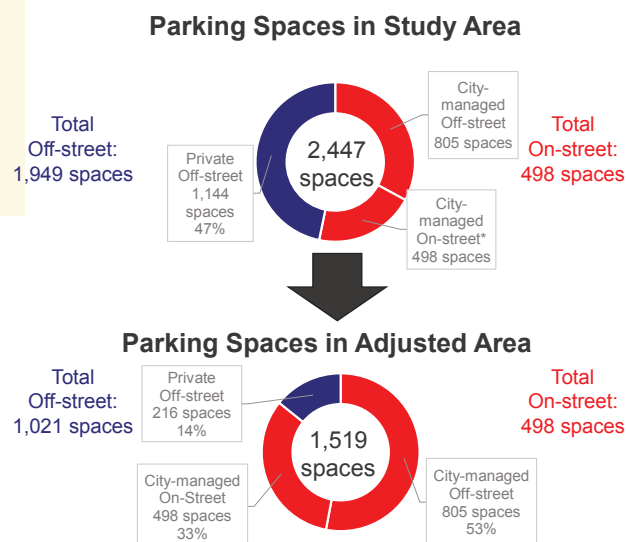 Parking Spaces in Study Area
Total
Off-street:
1,949 spaces
Private
Off-street
1,144
spaces
47%
2,447
spaces
City-
managed
Off-street
805 spaces
City-
managed
On-street*
498 spaces
Total
On-street:
498 spaces
Parking Spaces in Adjusted Area
Total
Off-street:
1,021 spaces
Private
Off-street
216 spaces
14%
City-managed
On-Street
498 spaces
33%
1,519
spaces
City-managed
Off-street
805 spaces
53%
Total
On-street:
498 spaces